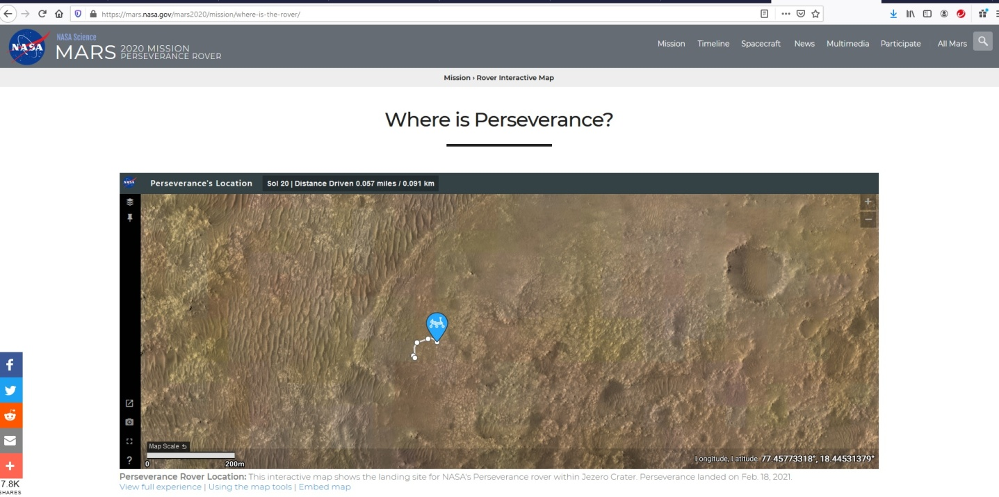 https://mars.nasa.gov/mars2020/mission/where-is-the-rover/
NASA
NASA Science
MARS 2020 MISSION
PERSEVERANCE ROVER
Mission Timeline Spacecraft News Multimedia Participate All Mars
Mission › Rover Interactive Map
Where is Perseverance?
NASA Perseverance's Location Sol 20 | Distance Driven 0.057 miles / 0.091 km
+
−
Map Scale
0 200m
?
Longitude, Latitude 77.45773318°, 18.44531379°
Perseverance Rover Location: This interactive map shows the landing site for NASA's Perseverance rover within Jezero Crater. Perseverance landed on Feb. 18, 2021.
View full experience | Using the map tools | Embed map
f
+
7.8K
SHARES